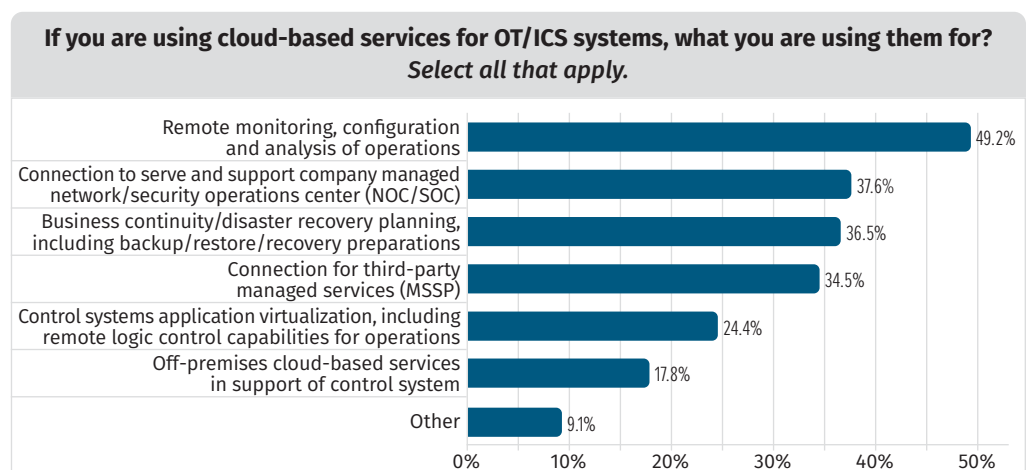 If you are using cloud-based services for OT/ICS systems, what you are using them for?
Select all that apply.
Remote monitoring, configuration
and analysis of operations
49.2%
Connection to serve and support company managed
network/security operations center (NOC/SOC)
37.6%
Business continuity/disaster recovery planning,
including backup/restore/recovery preparations
36.5%
Connection for third-party
managed services (MSSP)
34.5%
Control systems application virtualization, including
remote logic control capabilities for operations
24.4%
Off-premises cloud-based services
in support of control system
17.8%
Other
9.1%
0% 10% 20% 30% 40% 50%